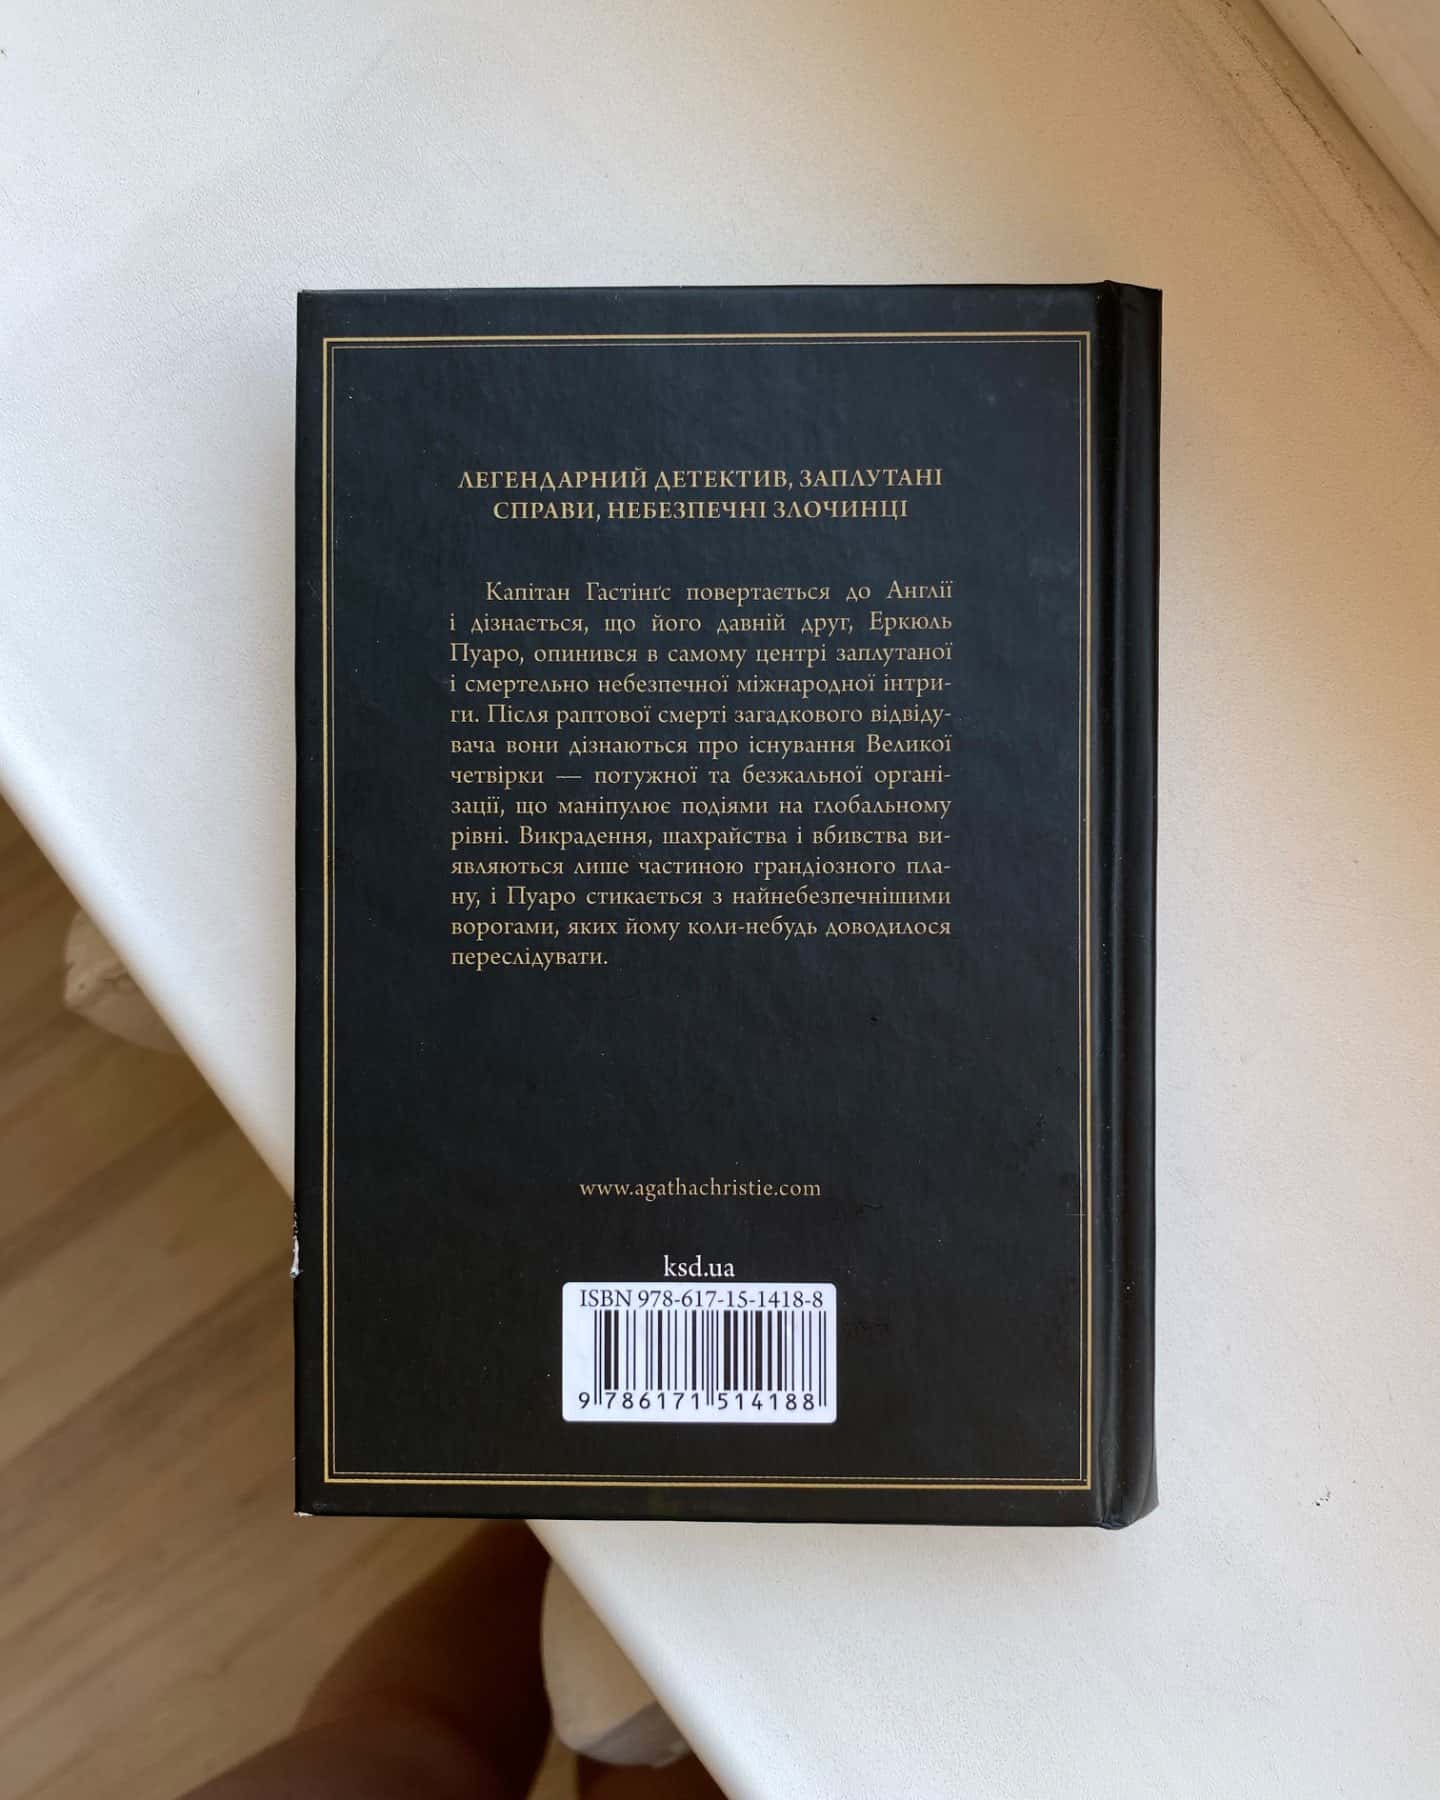 ЛЕГЕНДАРНИЙ ДЕТЕКТИВ, ЗАПЛУТАНІ
СПРАВИ, НЕБЕЗПЕЧНІ ЗЛОЧИНЦІ
Капітан Гастінґс повертається до Англії
і дізнається, що його давній друг, Еркюль
Пуаро, опинився в самому центрі заплутаної
і смертельно небезпечної міжнародної інтри-
ги. Після раптової смерті загадкового відвіду-
вача вони дізнаються про існування Великої
четвірки — потужної та безжальної органі-
зації, що маніпулює подіями на глобальному
рівні. Викрадення, шахрайства і вбивства ви-
являються лише частиною грандіозного пла-
ну, і Пуаро стикається з найнебезпечнішими
ворогами, яких йому коли-небудь доводилося
переслідувати.
www.agathachristie.com
ksd.ua
ISBN 978-617-15-1418-8
9 786171 514188